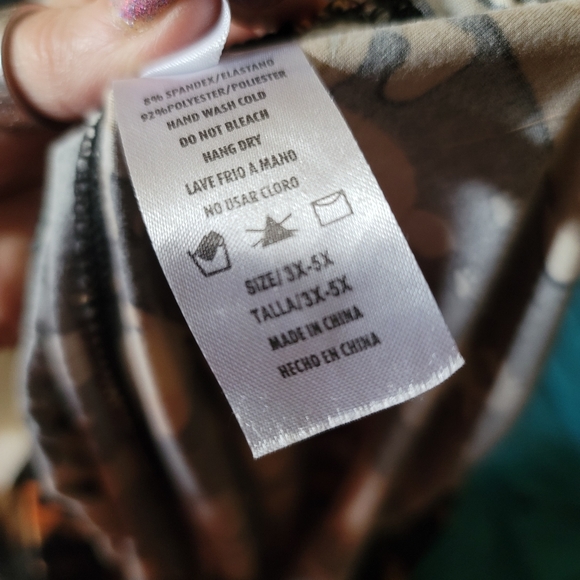 8% SPANDEX/ELASTANO
92%POLYESTER/POLIESTER
HAND WASH COLD
DO NOT BLEACH
HANG DRY
LAVE FRIO A MANO
NO USAR CLORO
SIZE/3X-5X
TALLA/3X-5X
MADE IN CHINA
HECHO EN CHINA